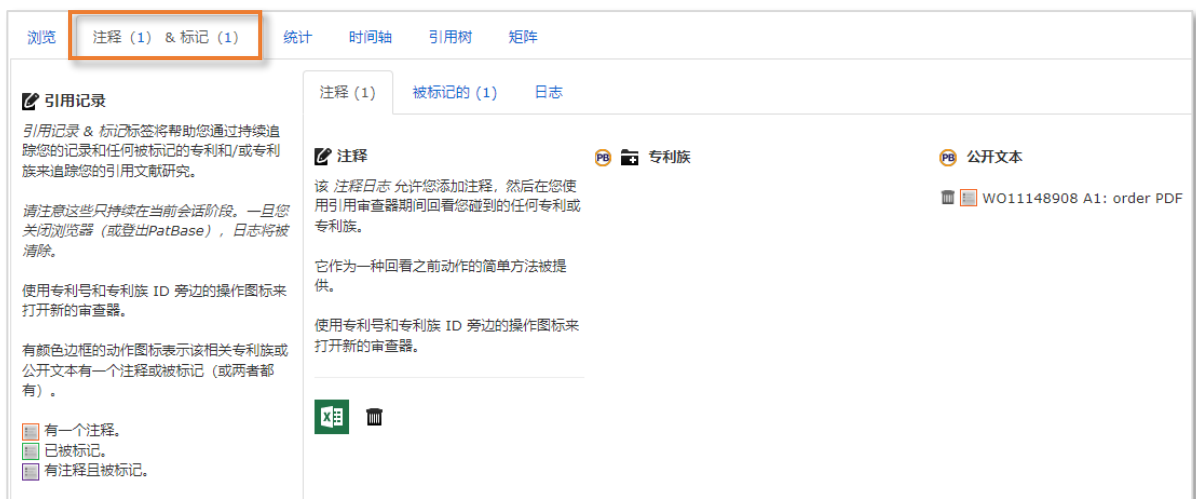 浏览 注释 (1) & 标记 (1) 统计 时间轴 引用树 矩阵
引用记录
引用记录 & 标记标签将帮助您通过持续追
踪您的记录和任何被标记的专利和/或专利
族来追踪您的引用文献研究。
请注意这些只持续在当前会话阶段。一旦您
关闭浏览器（或登出PatBase），日志将被
清除。
使用专利号和专利族 ID 旁边的操作图标来
打开新的审查器。
有颜色边框的动作图标表示该相关专利族或
公开文本有一个注释或被标记（或两者都
有）。
有一个注释。
已被标记。
有注释且被标记。
注释 (1) 被标记的 (1) 日志
注释
该 注释日志 允许您添加注释，然后在您使
用引用审查器期间回看您碰到的任何专利或
专利族。
它作为一种回看之前动作的简单方法被提
供。
使用专利号和专利族 ID 旁边的操作图标来
打开新的审查器。
PB 专利族
PB 公开文本
WO11148908 A1: order PDF